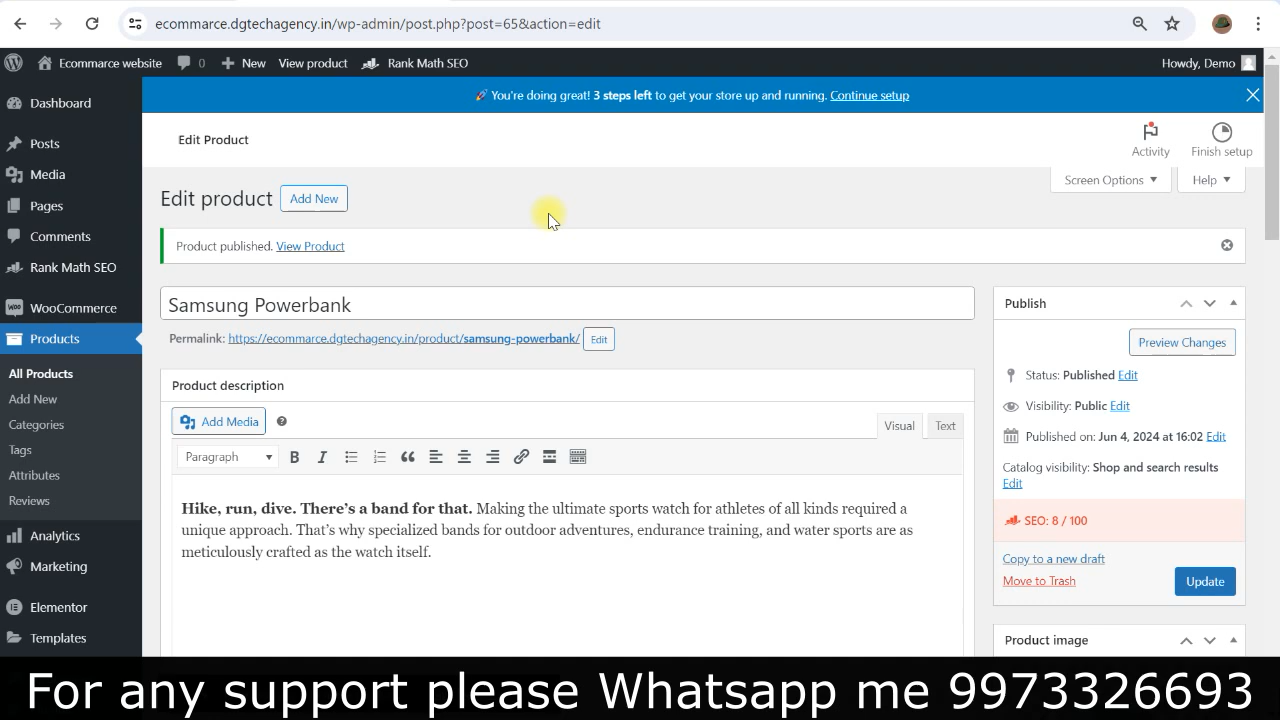 ecommarce.dgtechagency.in/wp-admin/post.php?post=65&action=edit
Ecommarce website 0 New View product Rank Math SEO Howdy, Demo
🚀 You're doing great! 3 steps left to get your store up and running. Continue setup
Dashboard
Posts
Media
Pages
Comments
Rank Math SEO
WooCommerce
Products
All Products
Add New
Categories
Tags
Attributes
Reviews
Analytics
Marketing
Elementor
Templates
Edit Product
Activity
Finish setup
Screen Options
Help
Edit product Add New
Product published. View Product
Samsung Powerbank
Permalink: https://ecommarce.dgtechagency.in/product/samsung-powerbank/ Edit
Product description
Add Media
Visual Text
Paragraph
Hike, run, dive. There’s a band for that. Making the ultimate sports watch for athletes of all kinds required a
unique approach. That’s why specialized bands for outdoor adventures, endurance training, and water sports are as
meticulously crafted as the watch itself.
Publish
Preview Changes
Status: Published Edit
Visibility: Public Edit
Published on: Jun 4, 2024 at 16:02 Edit
Catalog visibility: Shop and search results
Edit
SEO: 8 / 100
Copy to a new draft
Move to Trash
Update
Product image
For any support please Whatsapp me 9973326693